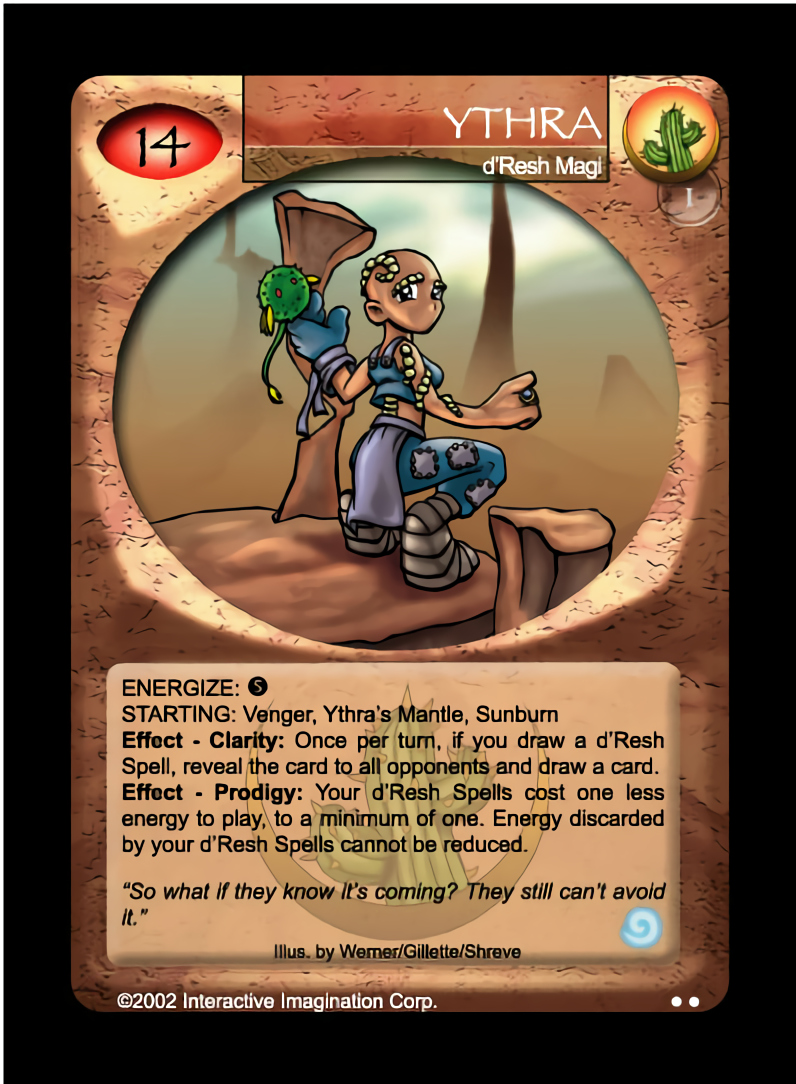 14
YTHRA
d'Resh Magi
I
ENERGIZE: 5
STARTING: Venger, Ythra's Mantle, Sunburn
Effect - Clarity: Once per turn, if you draw a d'Resh
Spell, reveal the card to all opponents and draw a card.
Effect - Prodigy: Your d'Resh Spells cost one less
energy to play, to a minimum of one. Energy discarded
by your d'Resh Spells cannot be reduced.
"So what if they know it's coming? They still can't avoid
it."
Illus. by Werner/Gillette/Shreve
©2002 Interactive Imagination Corp.